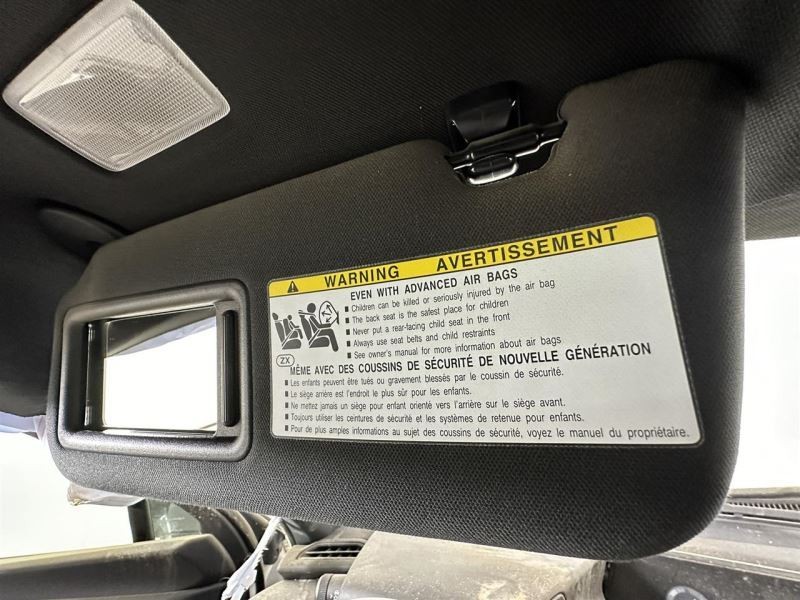 WARNING AVERTISSEMENT
EVEN WITH ADVANCED AIR BAGS
■ Children can be killed or seriously injured by the air bag
■ The back seat is the safest place for children
■ Never put a rear-facing child seat in the front
■ Always use seat belts and child restraints
■ See owner's manual for more information about air bags
ZX
MÊME AVEC DES COUSSINS DE SÉCURITÉ DE NOUVELLE GÉNÉRATION
■ Les enfants peuvent être tués ou gravement blessés par le coussin de sécurité.
■ Le siège arrière est l'endroit le plus sûr pour les enfants.
■ Ne mettez jamais un siège pour enfant orienté vers l'arrière sur le siège avant.
■ Toujours utiliser les ceintures de sécurité et les systèmes de retenue pour enfants.
■ Pour de plus amples informations au sujet des coussins de sécurité, voyez le manuel du propriétaire.